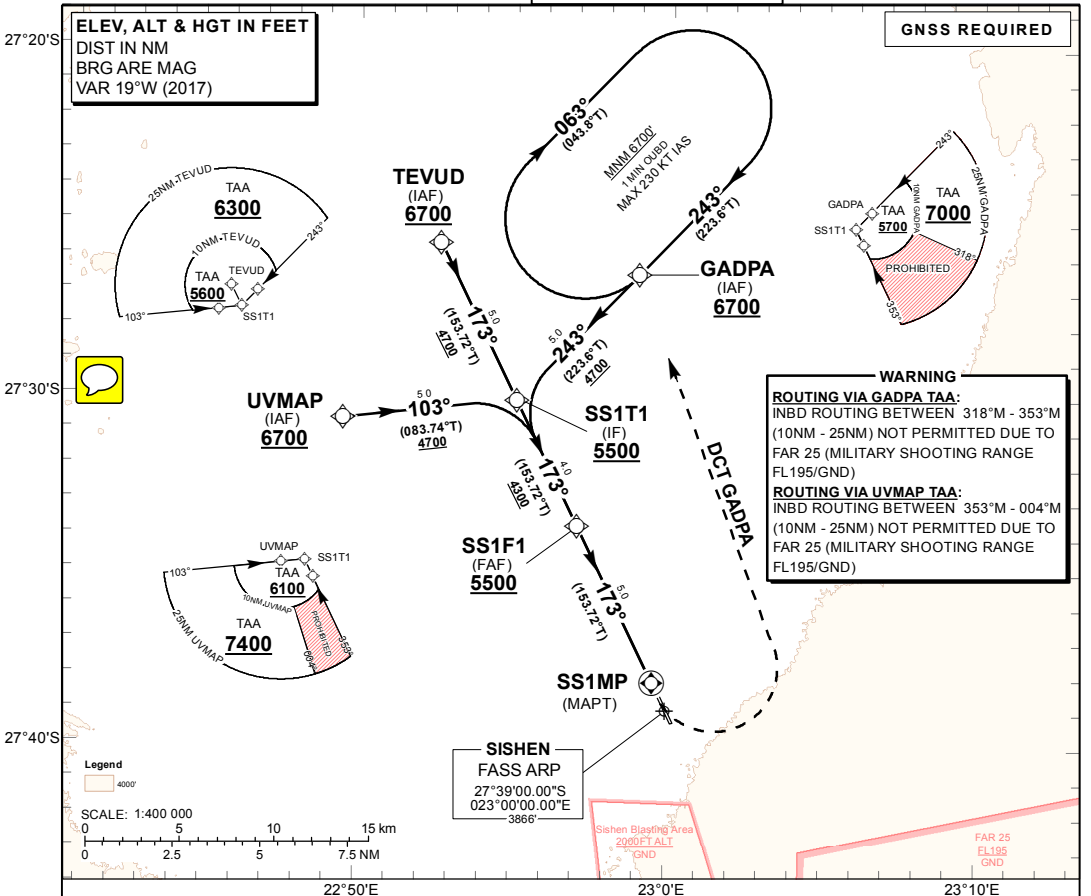 ELEV, ALT & HGT IN FEET
DIST IN NM
BRG ARE MAG
VAR 19°W (2017)
GNSS REQUIRED
27°20'S
27°30'S
27°40'S
22°50'E
23°0'E
23°10'E
063°
(043.8°T)
MNM 6700'
1 MIN OUBD
MAX 230 KT IAS
243°
(223.6°T)
TEVUD
(IAF)
6700
GADPA
(IAF)
6700
5.0
173°
(153.72°T)
4700
5.0
243°
(223.6°T)
4700
UVMAP
(IAF)
6700
5.0
103°
(083.74°T)
4700
SS1T1
(IF)
5500
4.0
173°
(153.72°T)
4300
SS1F1
(FAF)
5500
5.0
173°
(153.72°T)
SS1MP
(MAPT)
DCT GADPA
SISHEN
FASS ARP
27°39'00.00"S
023°00'00.00"E
3866'
25NM-TEVUD
TAA
6300
10NM-TEVUD
TAA
5600
TEVUD
SS1T1
243°
103°
243°
25NM GADPA
10NM GADPA
GADPA
SS1T1
TAA
5700
TAA
7000
318°
PROHIBITED
353°
UVMAP
SS1T1
103°
TAA
6100
10NM-UVMAP
25NM UVMAP
TAA
7400
PROHIBITED
004°
353°
WARNING
ROUTING VIA GADPA TAA:
INBD ROUTING BETWEEN 318°M - 353°M
(10NM - 25NM) NOT PERMITTED DUE TO
FAR 25 (MILITARY SHOOTING RANGE
FL195/GND)
ROUTING VIA UVMAP TAA:
INBD ROUTING BETWEEN 353°M - 004°M
(10NM - 25NM) NOT PERMITTED DUE TO
FAR 25 (MILITARY SHOOTING RANGE
FL195/GND)
Legend
4000'
SCALE: 1:400 000
0 5 10 15 km
0 2.5 5 7.5 NM
Sishen Blasting Area
2000FT ALT
GND
FAR 25
FL195
GND